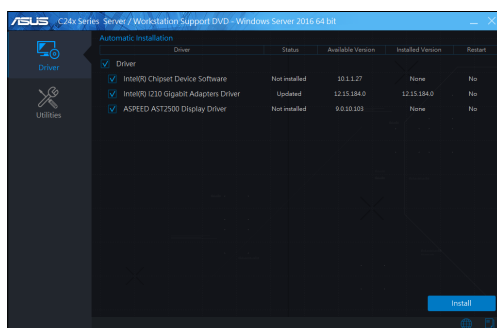 ASUS C24x Series Server / Workstation Support DVD - Windows Server 2016 64 bit
Automatic Installation
Driver Status Available Version Installed Version Restart
Driver
Intel(R) Chipset Device Software Not installed 10.1.1.27 None No
Intel(R) I210 Gigabit Adapters Driver Updated 12.15.184.0 12.15.184.0 No
ASPEED AST2500 Display Driver Not installed 9.0.10.103 None No
Driver
Utilities
Install